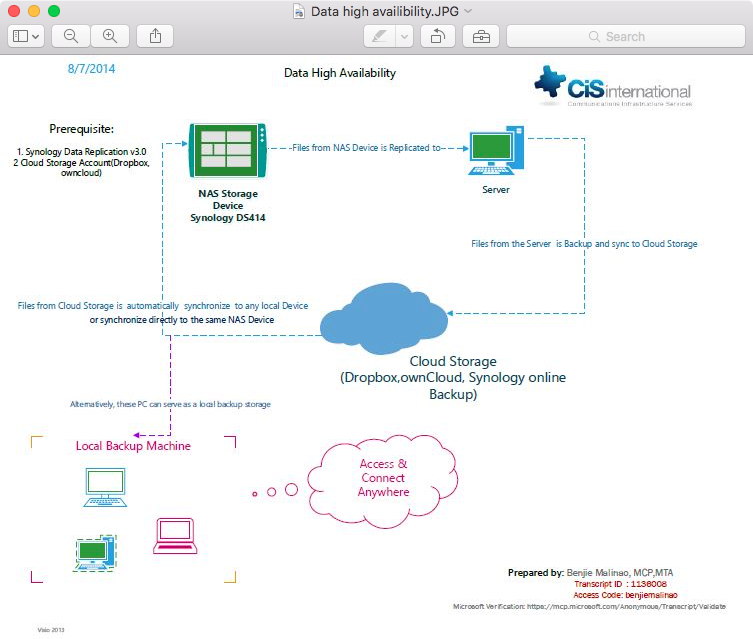 Data high availibility.JPG
Search
8/7/2014
Data High Availability
CiSinternational
Communications Infrastructure Services
Prerequisite:
1. Synology Data Replication v3.0
2 Cloud Storage Account(Dropbox,
owncloud)
Files from NAS Device is Replicated to
NAS Storage
Device
Synology DS414
Server
Files from the Server is Backup and sync to Cloud Storage
Files from Cloud Storage is automatically synchronize to any local Device
or synchronize directly to the same NAS Device
Cloud Storage
(Dropbox,ownCloud, Synology online
Backup)
Alternatively, these PC can serve as a local backup storage
Local Backup Machine
Access &
Connect
Anywhere
Prepared by: Benjie Malinao, MCP,MTA
Transcript ID : 1136008
Access Code: benjiemalinao
Microsoft Verification: https://mcp.microsoft.com/Anonymous/Transcript/Validate
Visio 2013